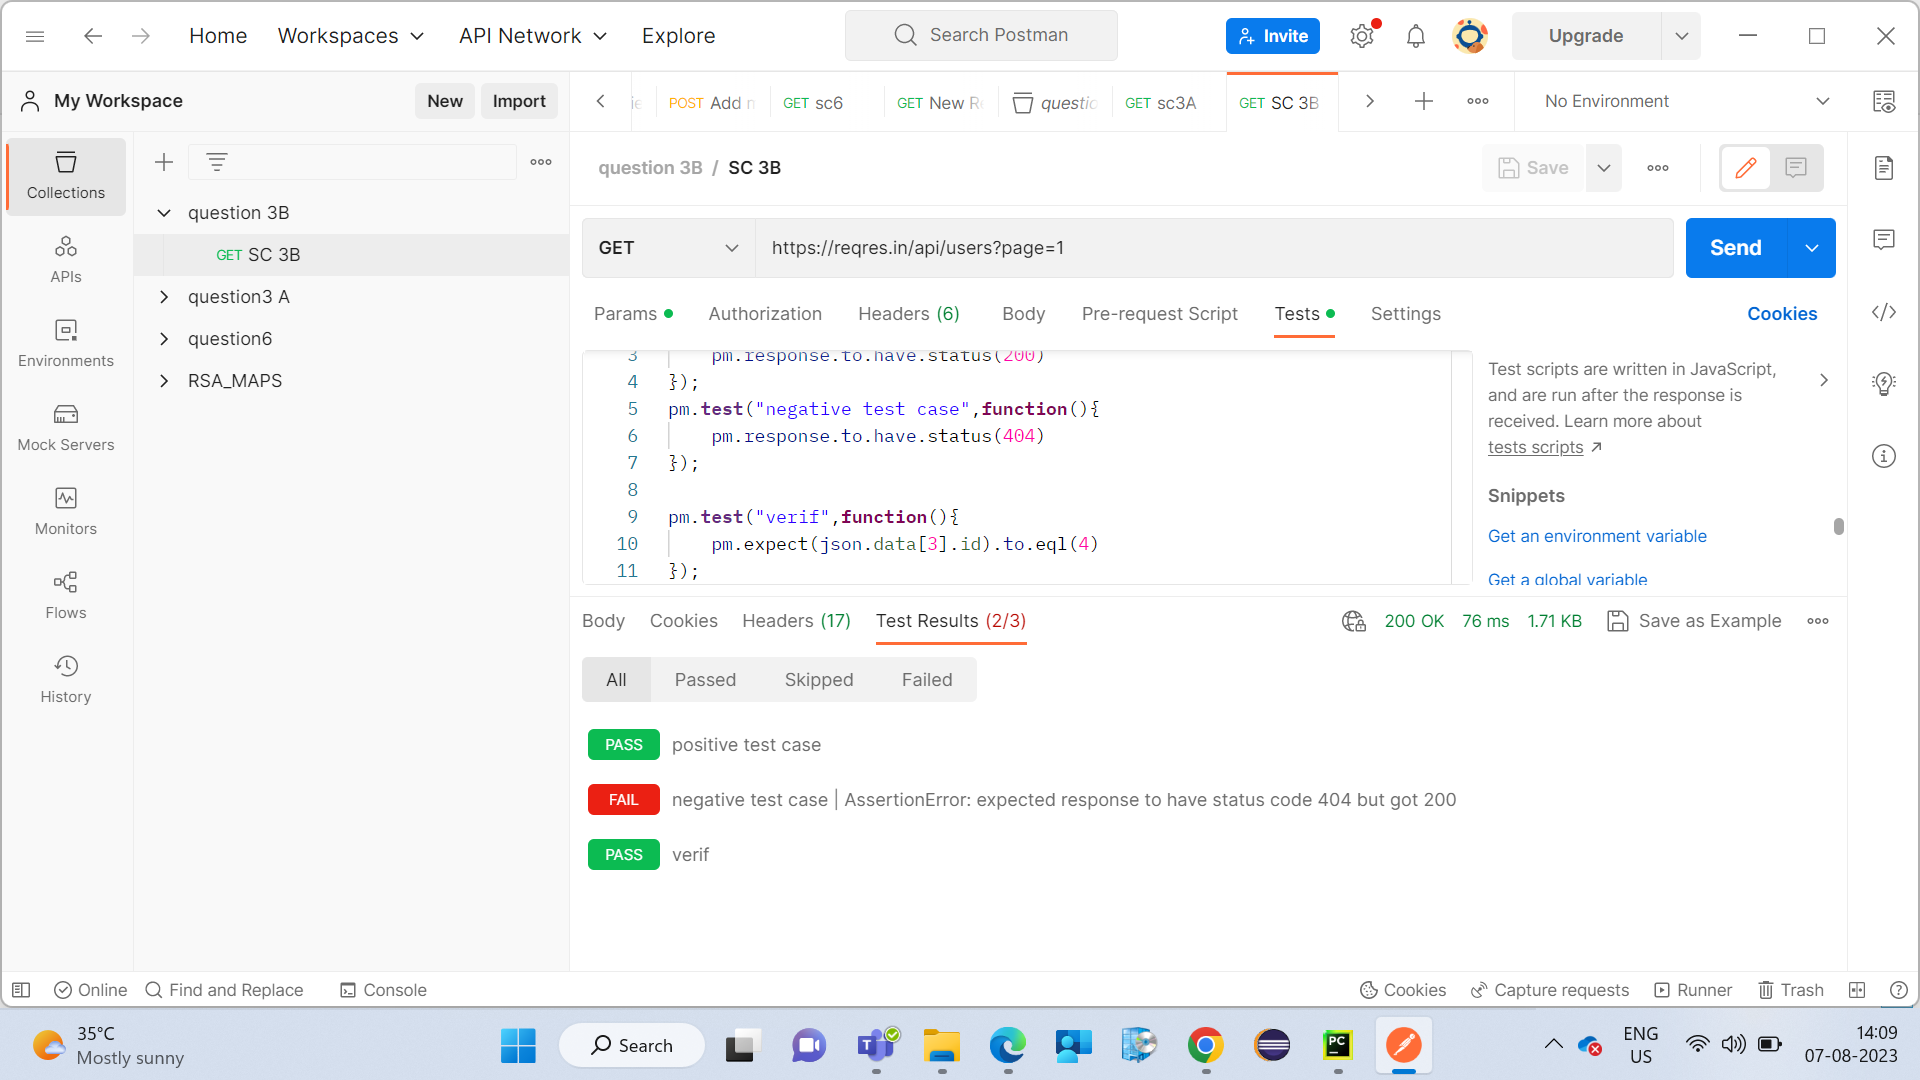 Home
Workspaces
API Network
Explore
Search Postman
Invite
Upgrade
My Workspace
New
Import
POST Add n
GET sc6
GET New Re
questio
GET sc3A
GET SC 3B
No Environment
Collections
APIs
Environments
Mock Servers
Monitors
Flows
History
question 3B
GET SC 3B
question3 A
question6
RSA_MAPS
question 3B / SC 3B
Save
GET
https://reqres.in/api/users?page=1
Send
Params
Authorization
Headers (6)
Body
Pre-request Script
Tests
Settings
Cookies
3 pm.response.to.have.status(200)
4 });
5 pm.test("negative test case",function(){
6 pm.response.to.have.status(404)
7 });
8
9 pm.test("verif",function(){
10 pm.expect(json.data[3].id).to.eql(4)
11 });
Test scripts are written in JavaScript,
and are run after the response is
received. Learn more about
tests scripts ↗
Snippets
Get an environment variable
Get a global variable
Body
Cookies
Headers (17)
Test Results (2/3)
200 OK
76 ms
1.71 KB
Save as Example
All
Passed
Skipped
Failed
PASS positive test case
FAIL negative test case | AssertionError: expected response to have status code 404 but got 200
PASS verif
Online
Find and Replace
Console
Cookies
Capture requests
Runner
Trash
35°C
Mostly sunny
Search
T
PC
ENG
US
14:09
07-08-2023